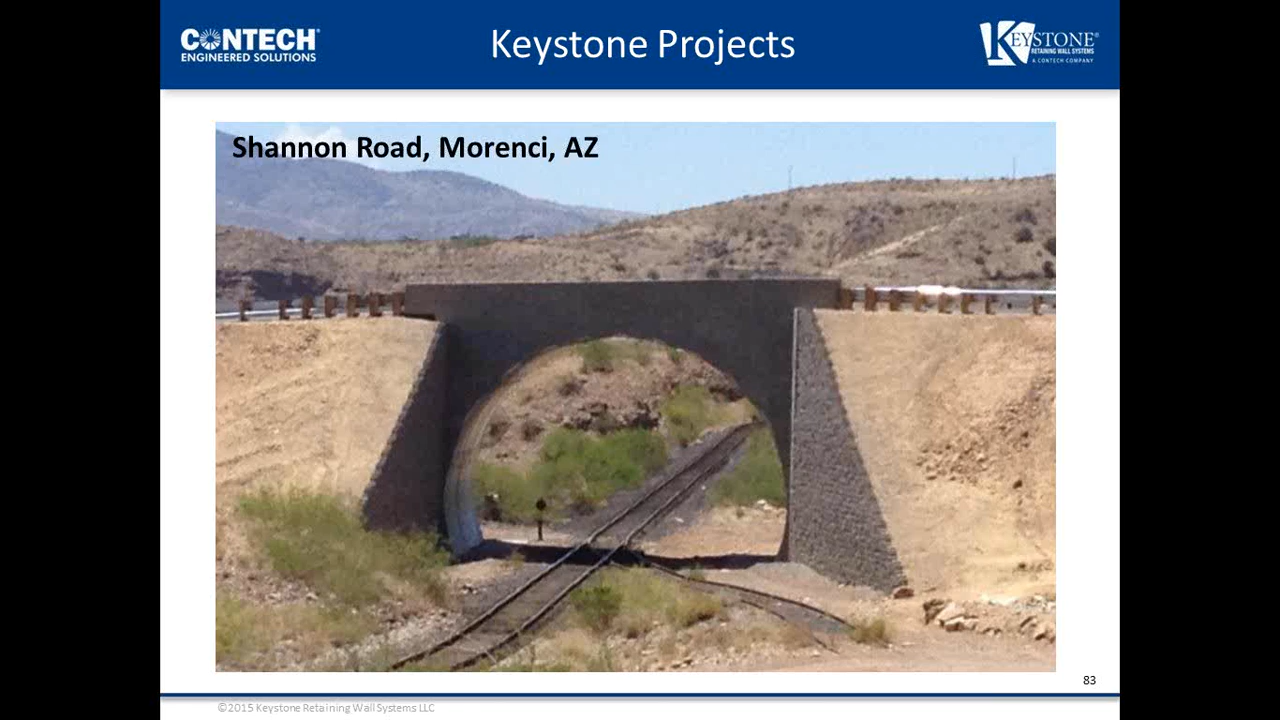 CONTECH®
ENGINEERED SOLUTIONS
Keystone Projects
KEYSTONE®
RETAINING WALL SYSTEMS
A CONTECH COMPANY
Shannon Road, Morenci, AZ
83
©2015 Keystone Retaining Wall Systems LLC